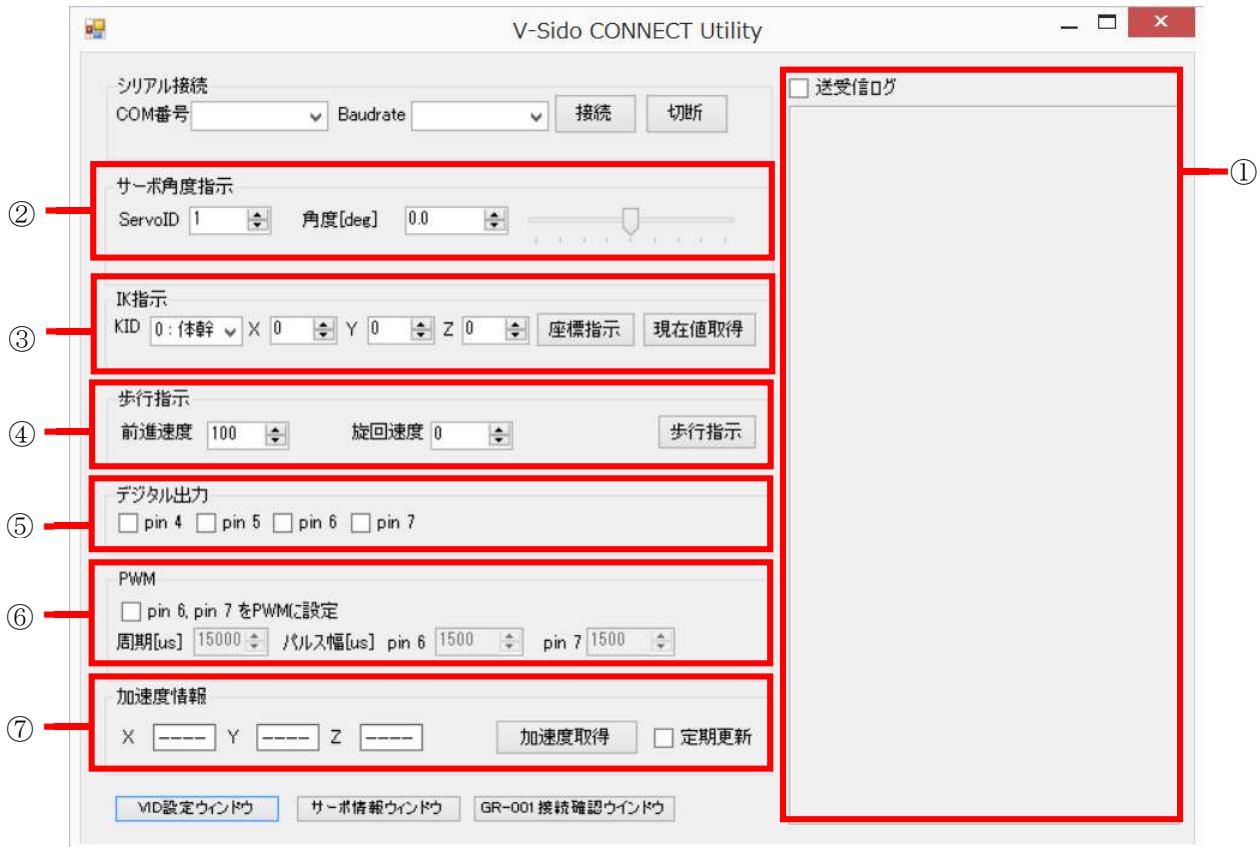 V-Sido CONNECT Utility
シリアル接続
COM番号 Baudrate 接続 切断
送受信ログ
①
サーボ角度指示
② ServoID 1 角度[deg] 0.0
IK指示
③ KID 0:体幹 X 0 Y 0 Z 0 座標指示 現在値取得
歩行指示
④ 前進速度 100 旋回速度 0 歩行指示
デジタル出力
⑤ pin 4 pin 5 pin 6 pin 7
PWM
⑥ pin 6, pin 7 をPWMに設定
周期[us] 15000 パルス幅[us] pin 6 1500 pin 7 1500
加速度情報
⑦ X ---- Y ---- Z ---- 加速度取得 定期更新
VID設定ウィンドウ サーボ情報ウィンドウ GR-001接続確認ウインドウ